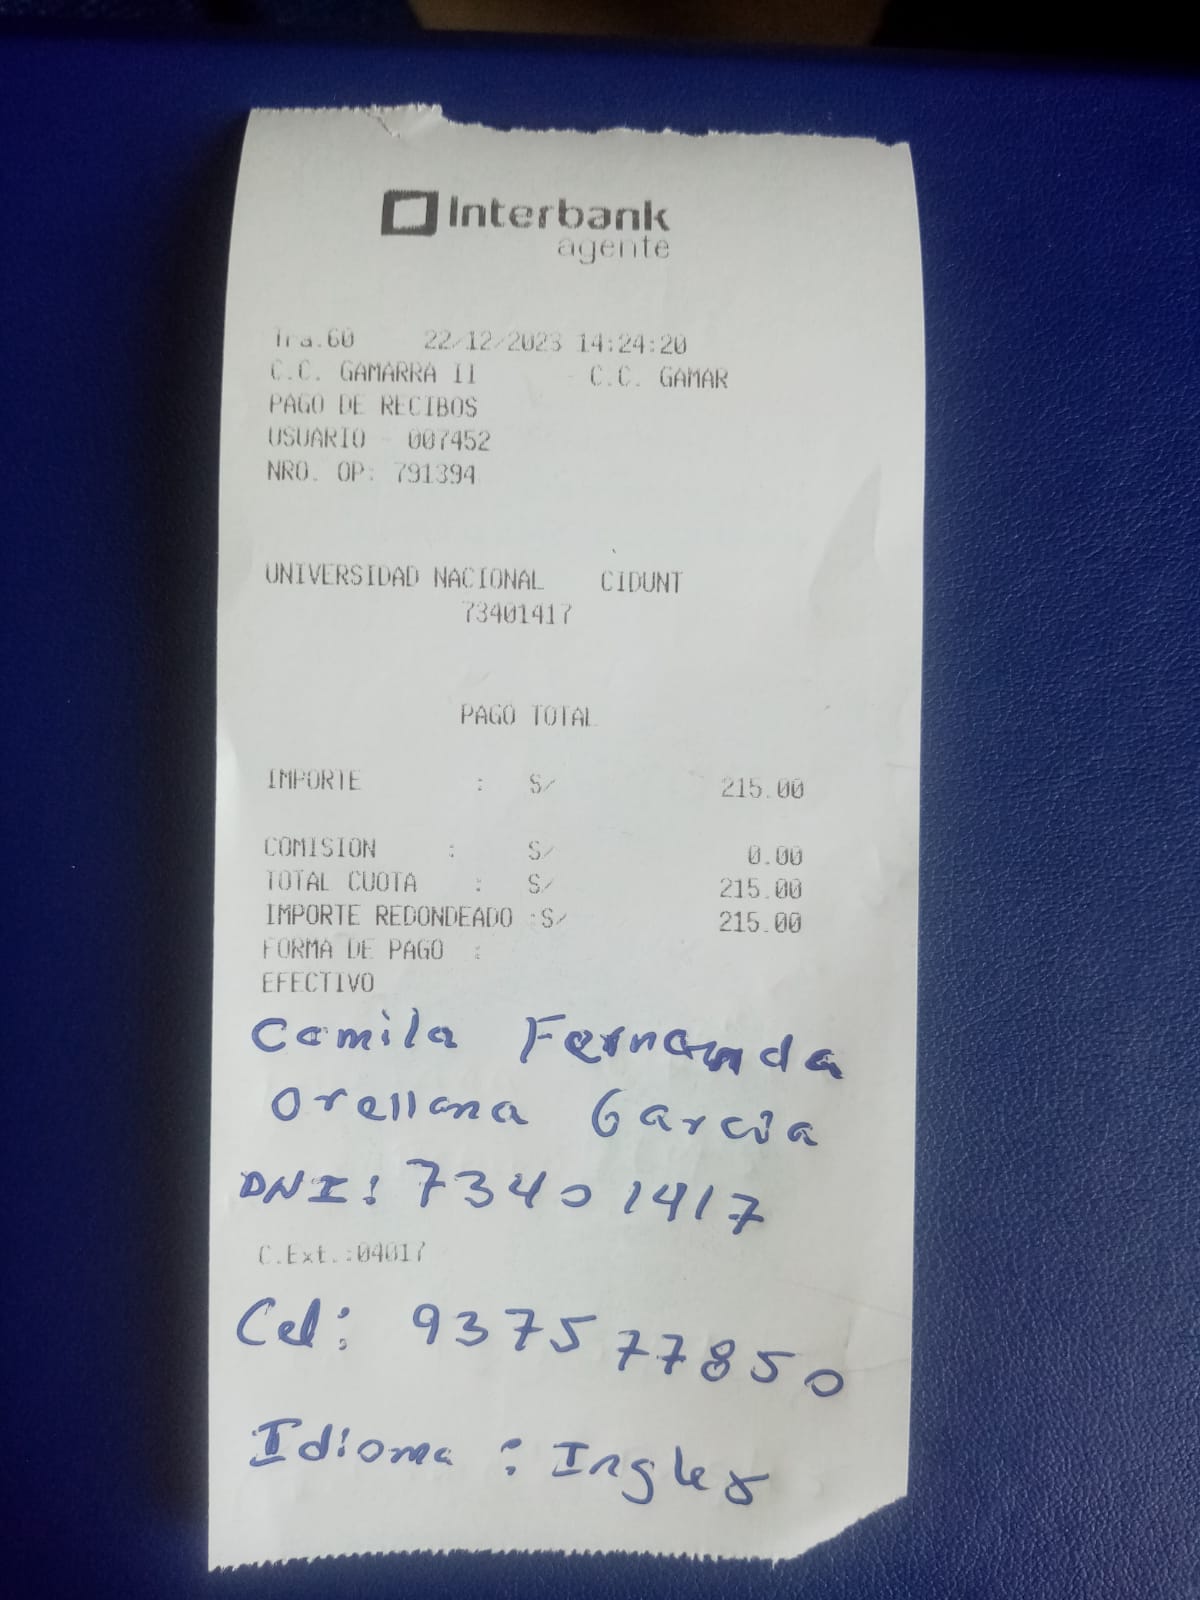 Interbank
agente
Tra.60 22/12/2023 14:24:20
C.C. GAMARRA II - C.C. GAMAR
PAGO DE RECIBOS
USUARIO - 007452
NRO. OP: 791394
UNIVERSIDAD NACIONAL CIDUNT
73401417
PAGO TOTAL
IMPORTE : S/ 215.00
COMISION : S/ 0.00
TOTAL CUOTA : S/ 215.00
IMPORTE REDONDEADO :S/ 215.00
FORMA DE PAGO :
EFECTIVO
Camila Fernanda
Orellana Garcia
DNI: 73401417
C.Ext.:04017
Cel: 937577850
Idioma : Ingles